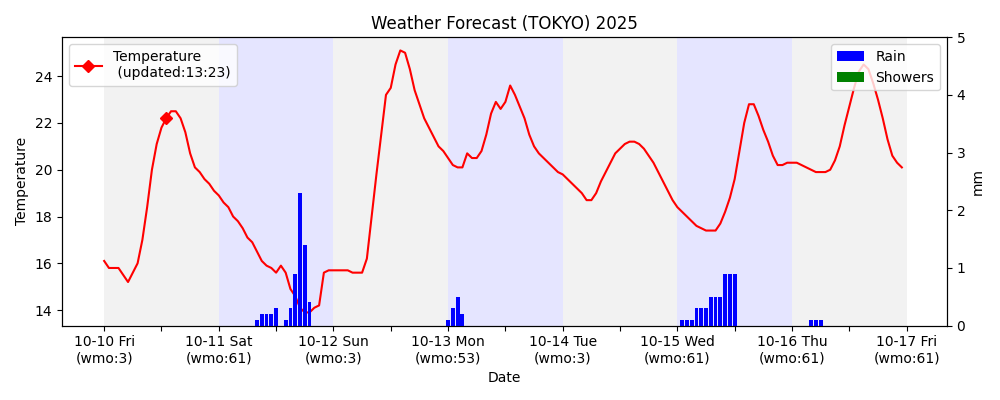 Weather Forecast (TOKYO) 2025
Temperature
(updated:13:23)
Rain
Showers
Temperature
24
22
20
18
16
14
5
4
3
2
1
0
mm
10-10 Fri
(wmo:3)
10-11 Sat
(wmo:61)
10-12 Sun
(wmo:3)
10-13 Mon
(wmo:53)
10-14 Tue
(wmo:3)
10-15 Wed
(wmo:61)
10-16 Thu
(wmo:61)
10-17 Fri
(wmo:61)
Date